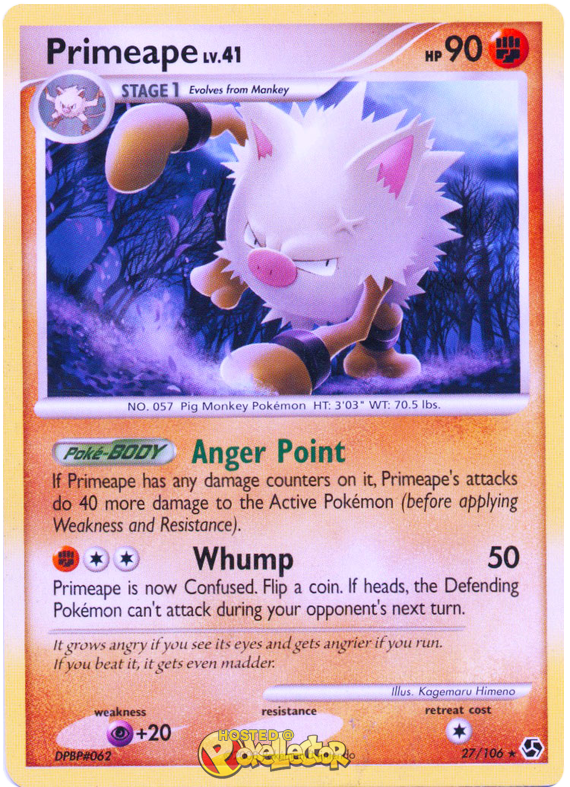 Primeape LV.41 HP 90
STAGE 1 Evolves from Mankey
NO. 057 Pig Monkey Pokémon HT: 3'03" WT: 70.5 lbs.
Poké-BODY Anger Point
If Primeape has any damage counters on it, Primeape's attacks
do 40 more damage to the Active Pokémon (before applying
Weakness and Resistance).
Whump 50
Primeape is now Confused. Flip a coin. If heads, the Defending
Pokémon can't attack during your opponent's next turn.
It grows angry if you see its eyes and gets angrier if you run.
If you beat it, it gets even madder.
Illus. Kagemaru Himeno
weakness resistance retreat cost
+20
HOSTED @
DPBP#062 Pokellector 27/106 ★